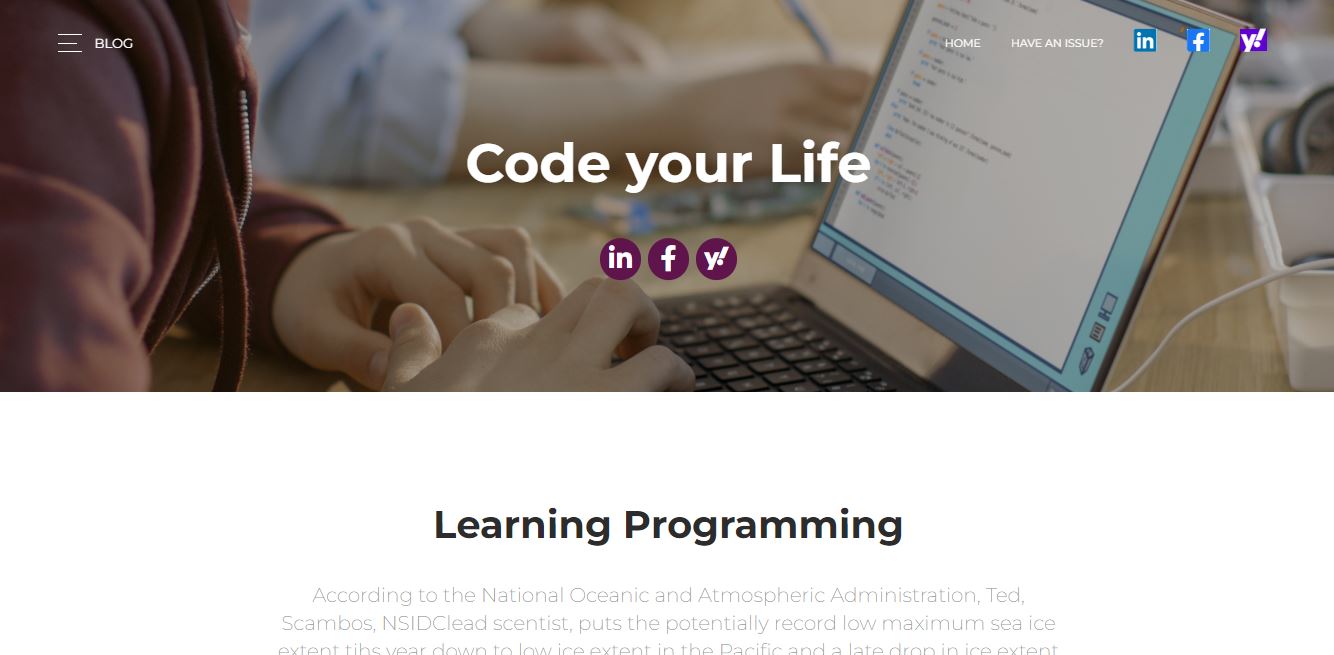 BLOG
HOME
HAVE AN ISSUE?
in
f
y!
Code your Life
in
f
y!
Learning Programming
According to the National Oceanic and Atmospheric Administration, Ted,
Scambos, NSIDClead scentist, puts the potentially record low maximum sea ice
extent tihs year down to low ice extent in the Pacific and a late drop in ice extent